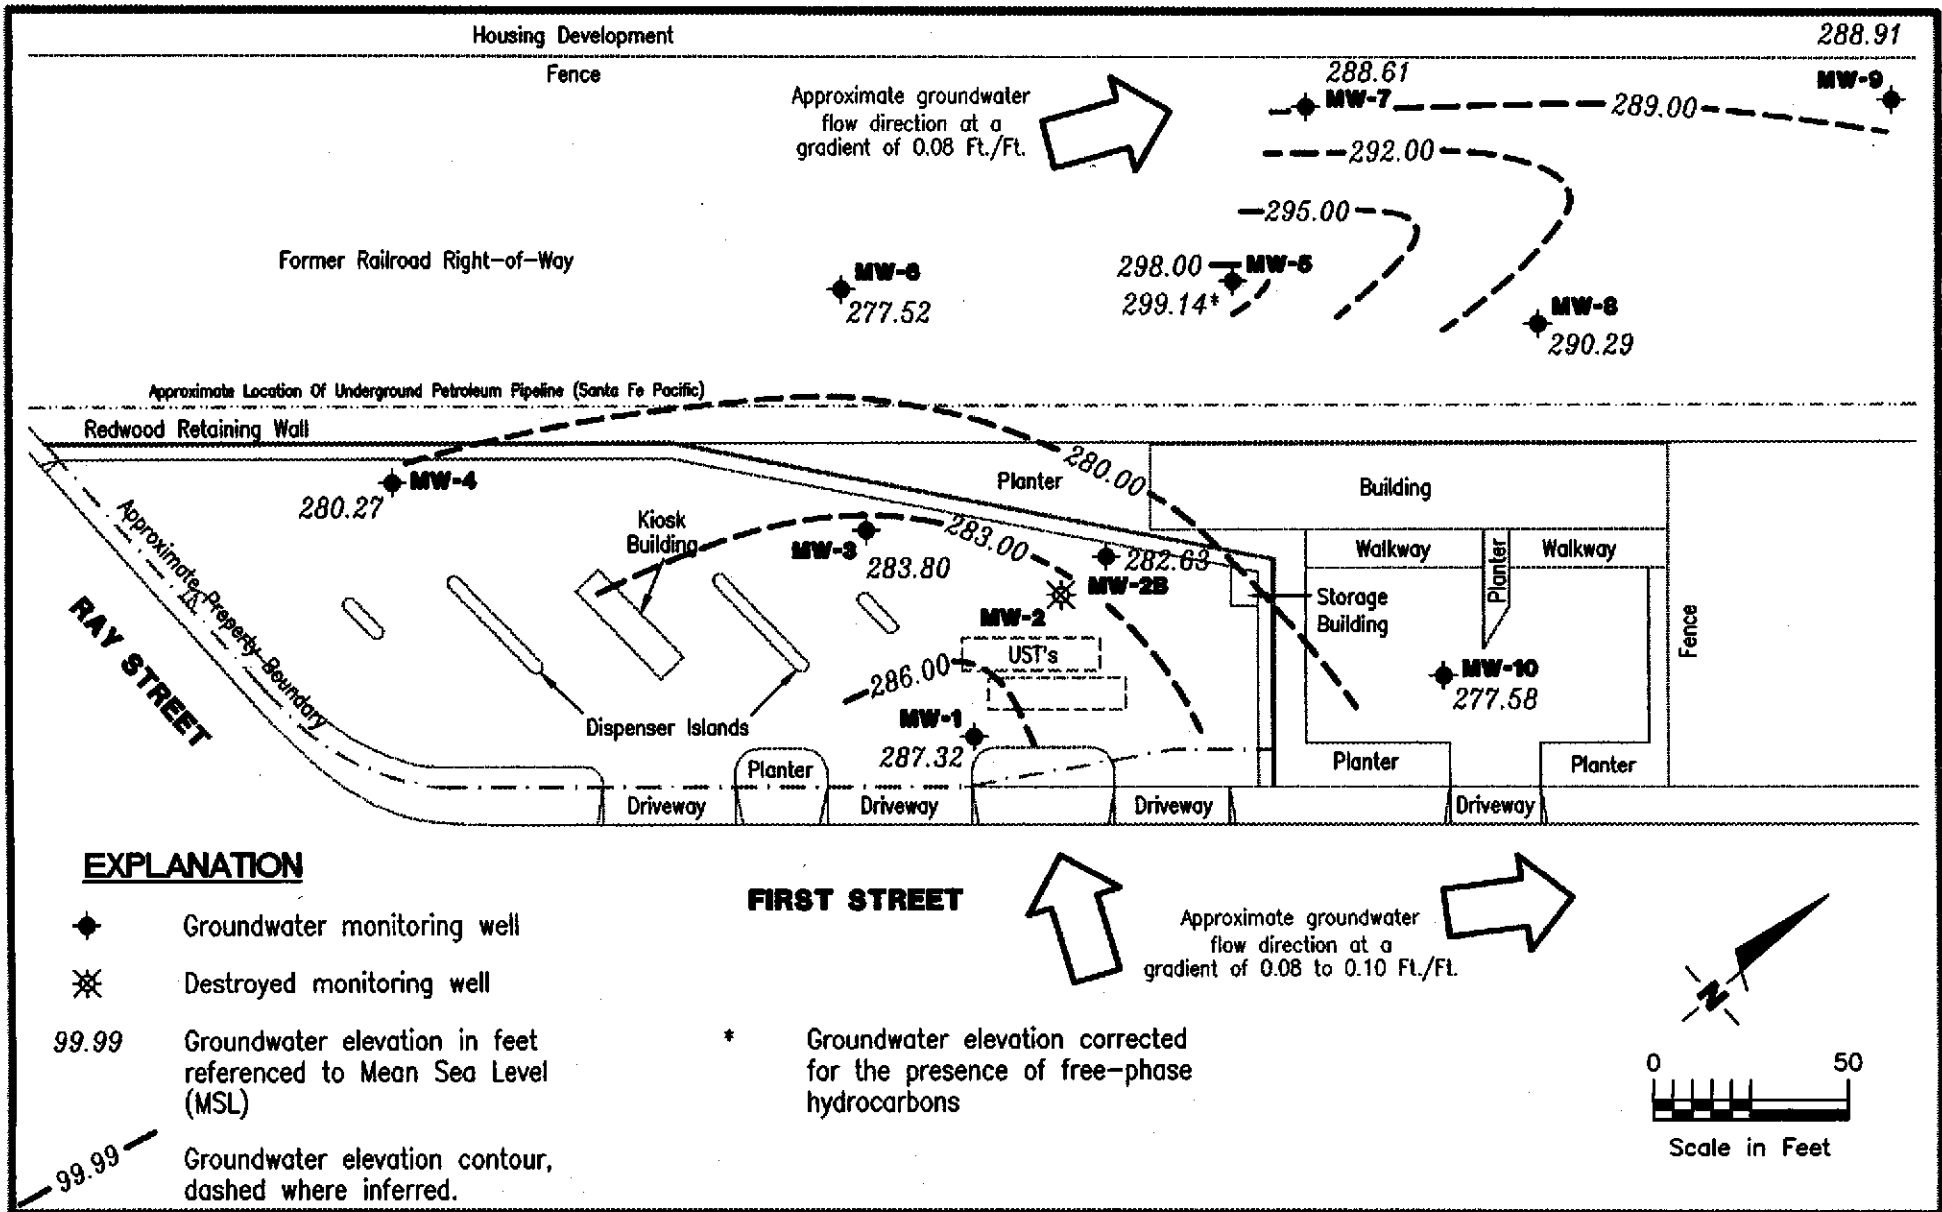 Housing Development
288.91
Fence
Approximate groundwater
flow direction at a
gradient of 0.08 Ft./Ft.
288.61
MW-7
MW-9
289.00
292.00
295.00
Former Railroad Right-of-Way
MW-6
277.52
298.00
MW-5
299.14*
MW-8
290.29
Approximate Location Of Underground Petroleum Pipeline (Santa Fe Pacific)
Redwood Retaining Wall
MW-4
280.27
Planter
280.00
Building
Kiosk
Building
MW-3
283.80
283.00
282.63
MW-2B
MW-2
Walkway
Planter
Walkway
Storage
Building
Fence
Approximate Property Boundary
RAY STREET
UST's
286.00
MW-1
287.32
MW-10
277.58
Dispenser Islands
Planter
Planter
Planter
Driveway
Driveway
Driveway
Driveway
EXPLANATION
Groundwater monitoring well
Destroyed monitoring well
99.99
Groundwater elevation in feet
referenced to Mean Sea Level
(MSL)
99.99
Groundwater elevation contour,
dashed where inferred.
FIRST STREET
Approximate groundwater
flow direction at a
gradient of 0.08 to 0.10 Ft./Ft.
*
Groundwater elevation corrected
for the presence of free-phase
hydrocarbons
N
0 50
Scale in Feet